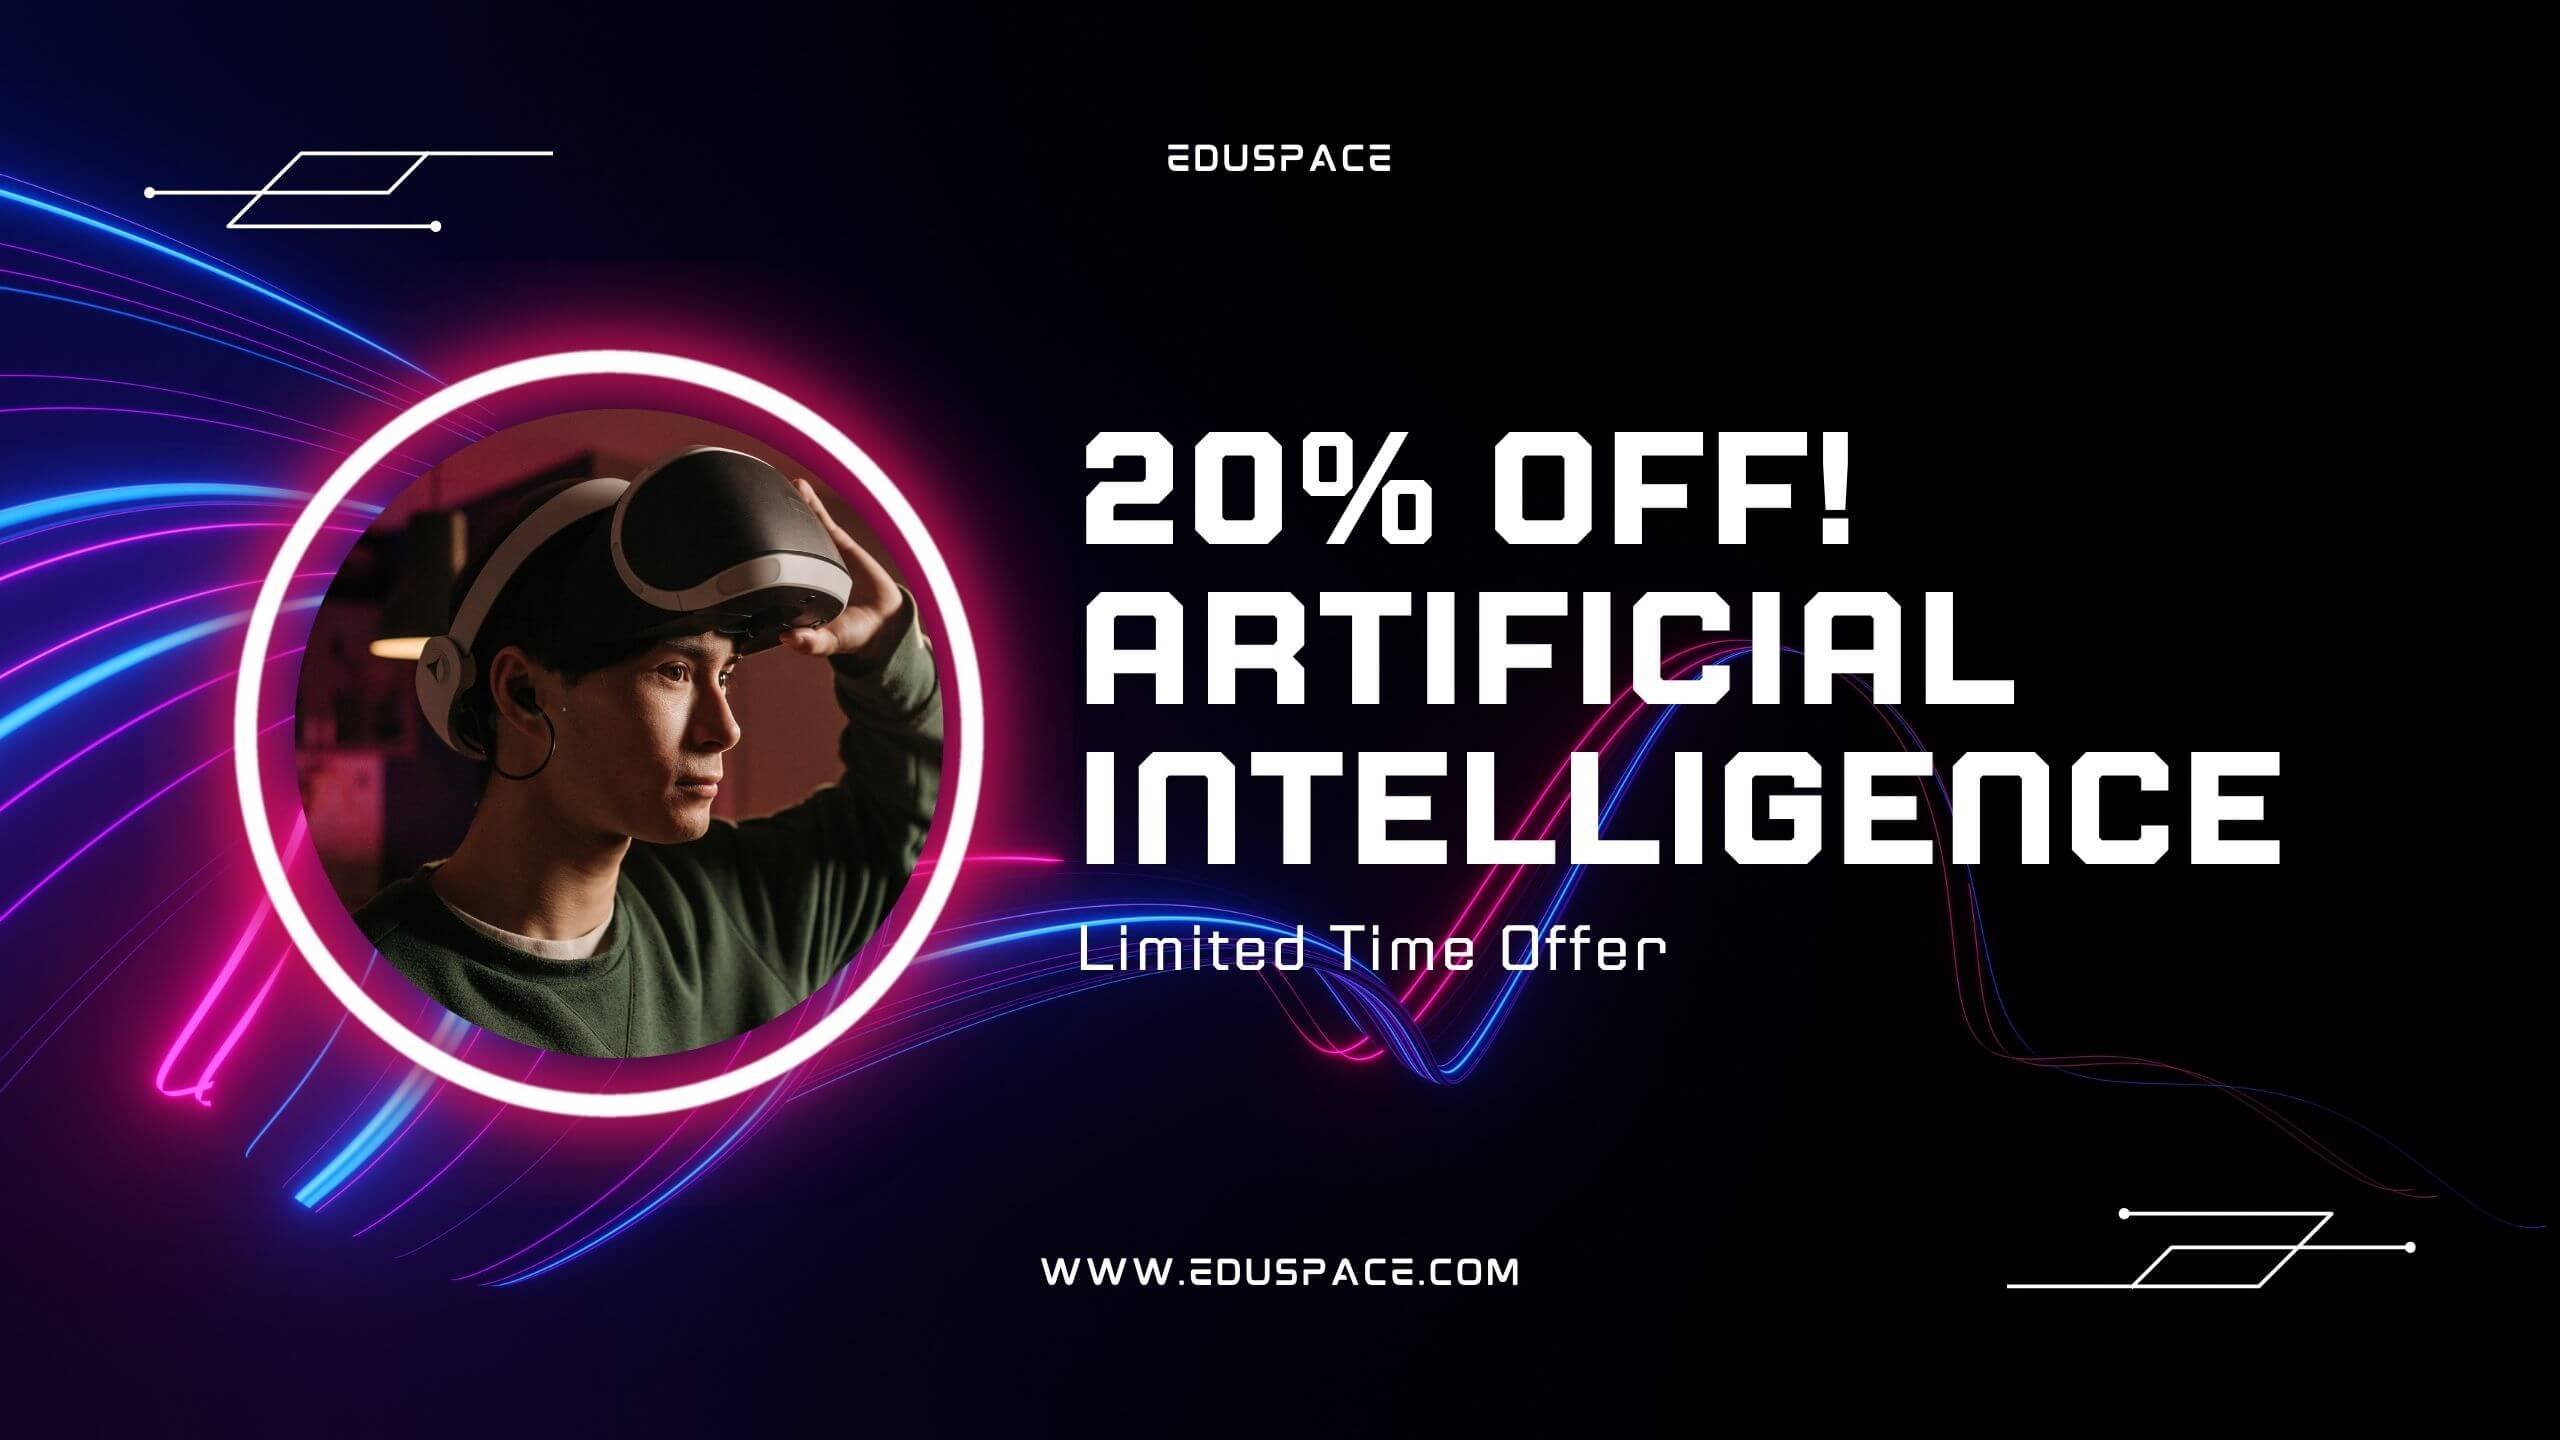 EDUSPACE
20% OFF!
ARTIFICIAL
INTELLIGENCE
Limited Time Offer
WWW.EDUSPACE.COM